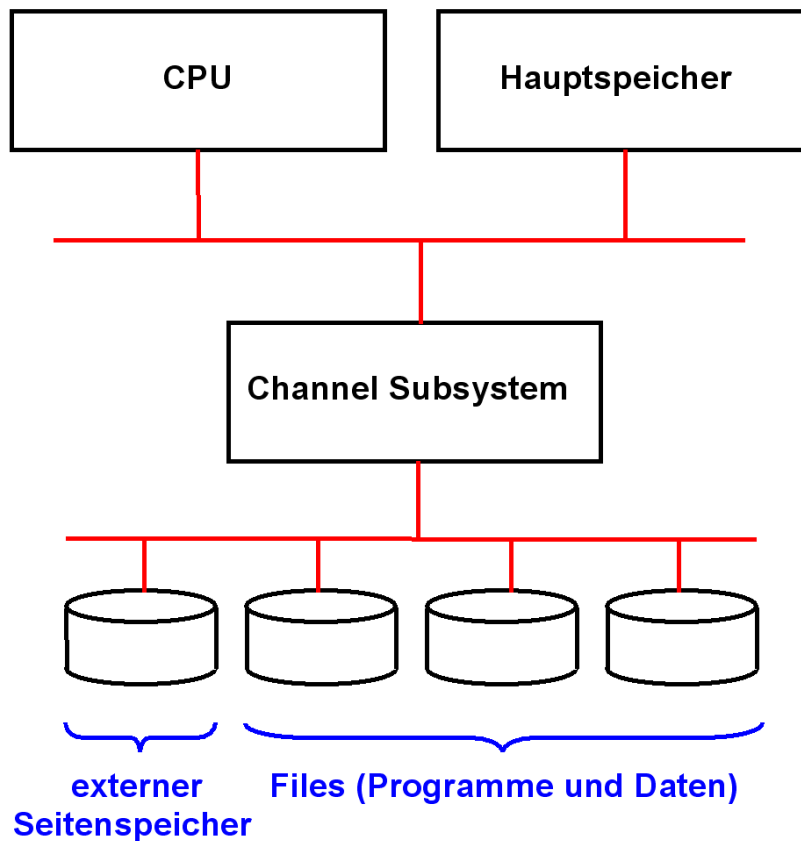 CPU
Hauptspeicher
Channel Subsystem
externer
Seitenspeicher
Files (Programme und Daten)